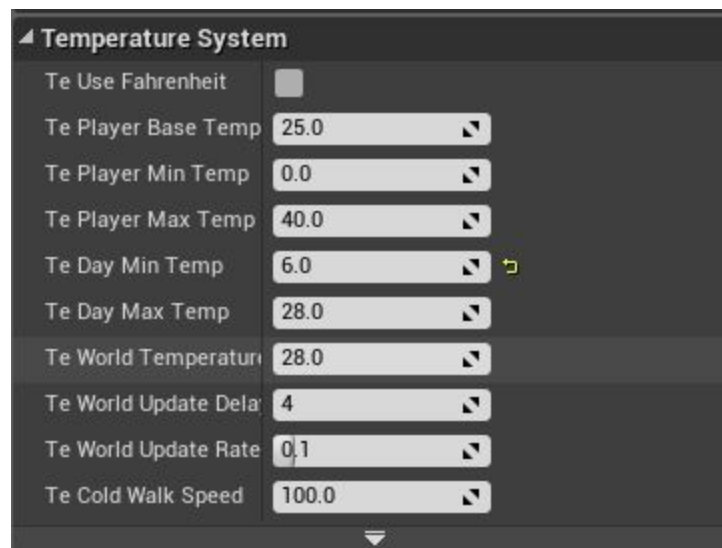 Temperature System
Te Use Fahrenheit
Te Player Base Temp 25.0
Te Player Min Temp 0.0
Te Player Max Temp 40.0
Te Day Min Temp 6.0
Te Day Max Temp 28.0
Te World Temperature 28.0
Te World Update Dela 4
Te World Update Rate 0.1
Te Cold Walk Speed 100.0